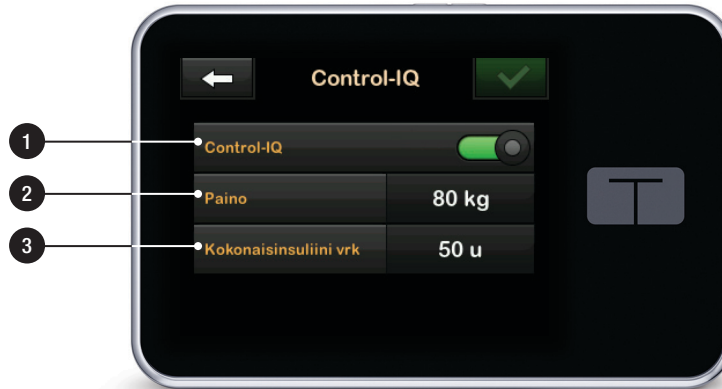 Control-IQ
1
Control-IQ
2
Paino
80 kg
3
Kokonaisinsuliini vrk
50 u